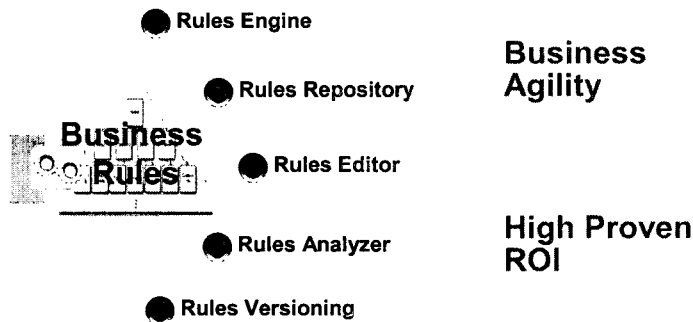 Rules Engine
Business
Agility
Rules Repository
Business
Rules
Rules Editor
High Proven
ROI
Rules Analyzer
Rules Versioning